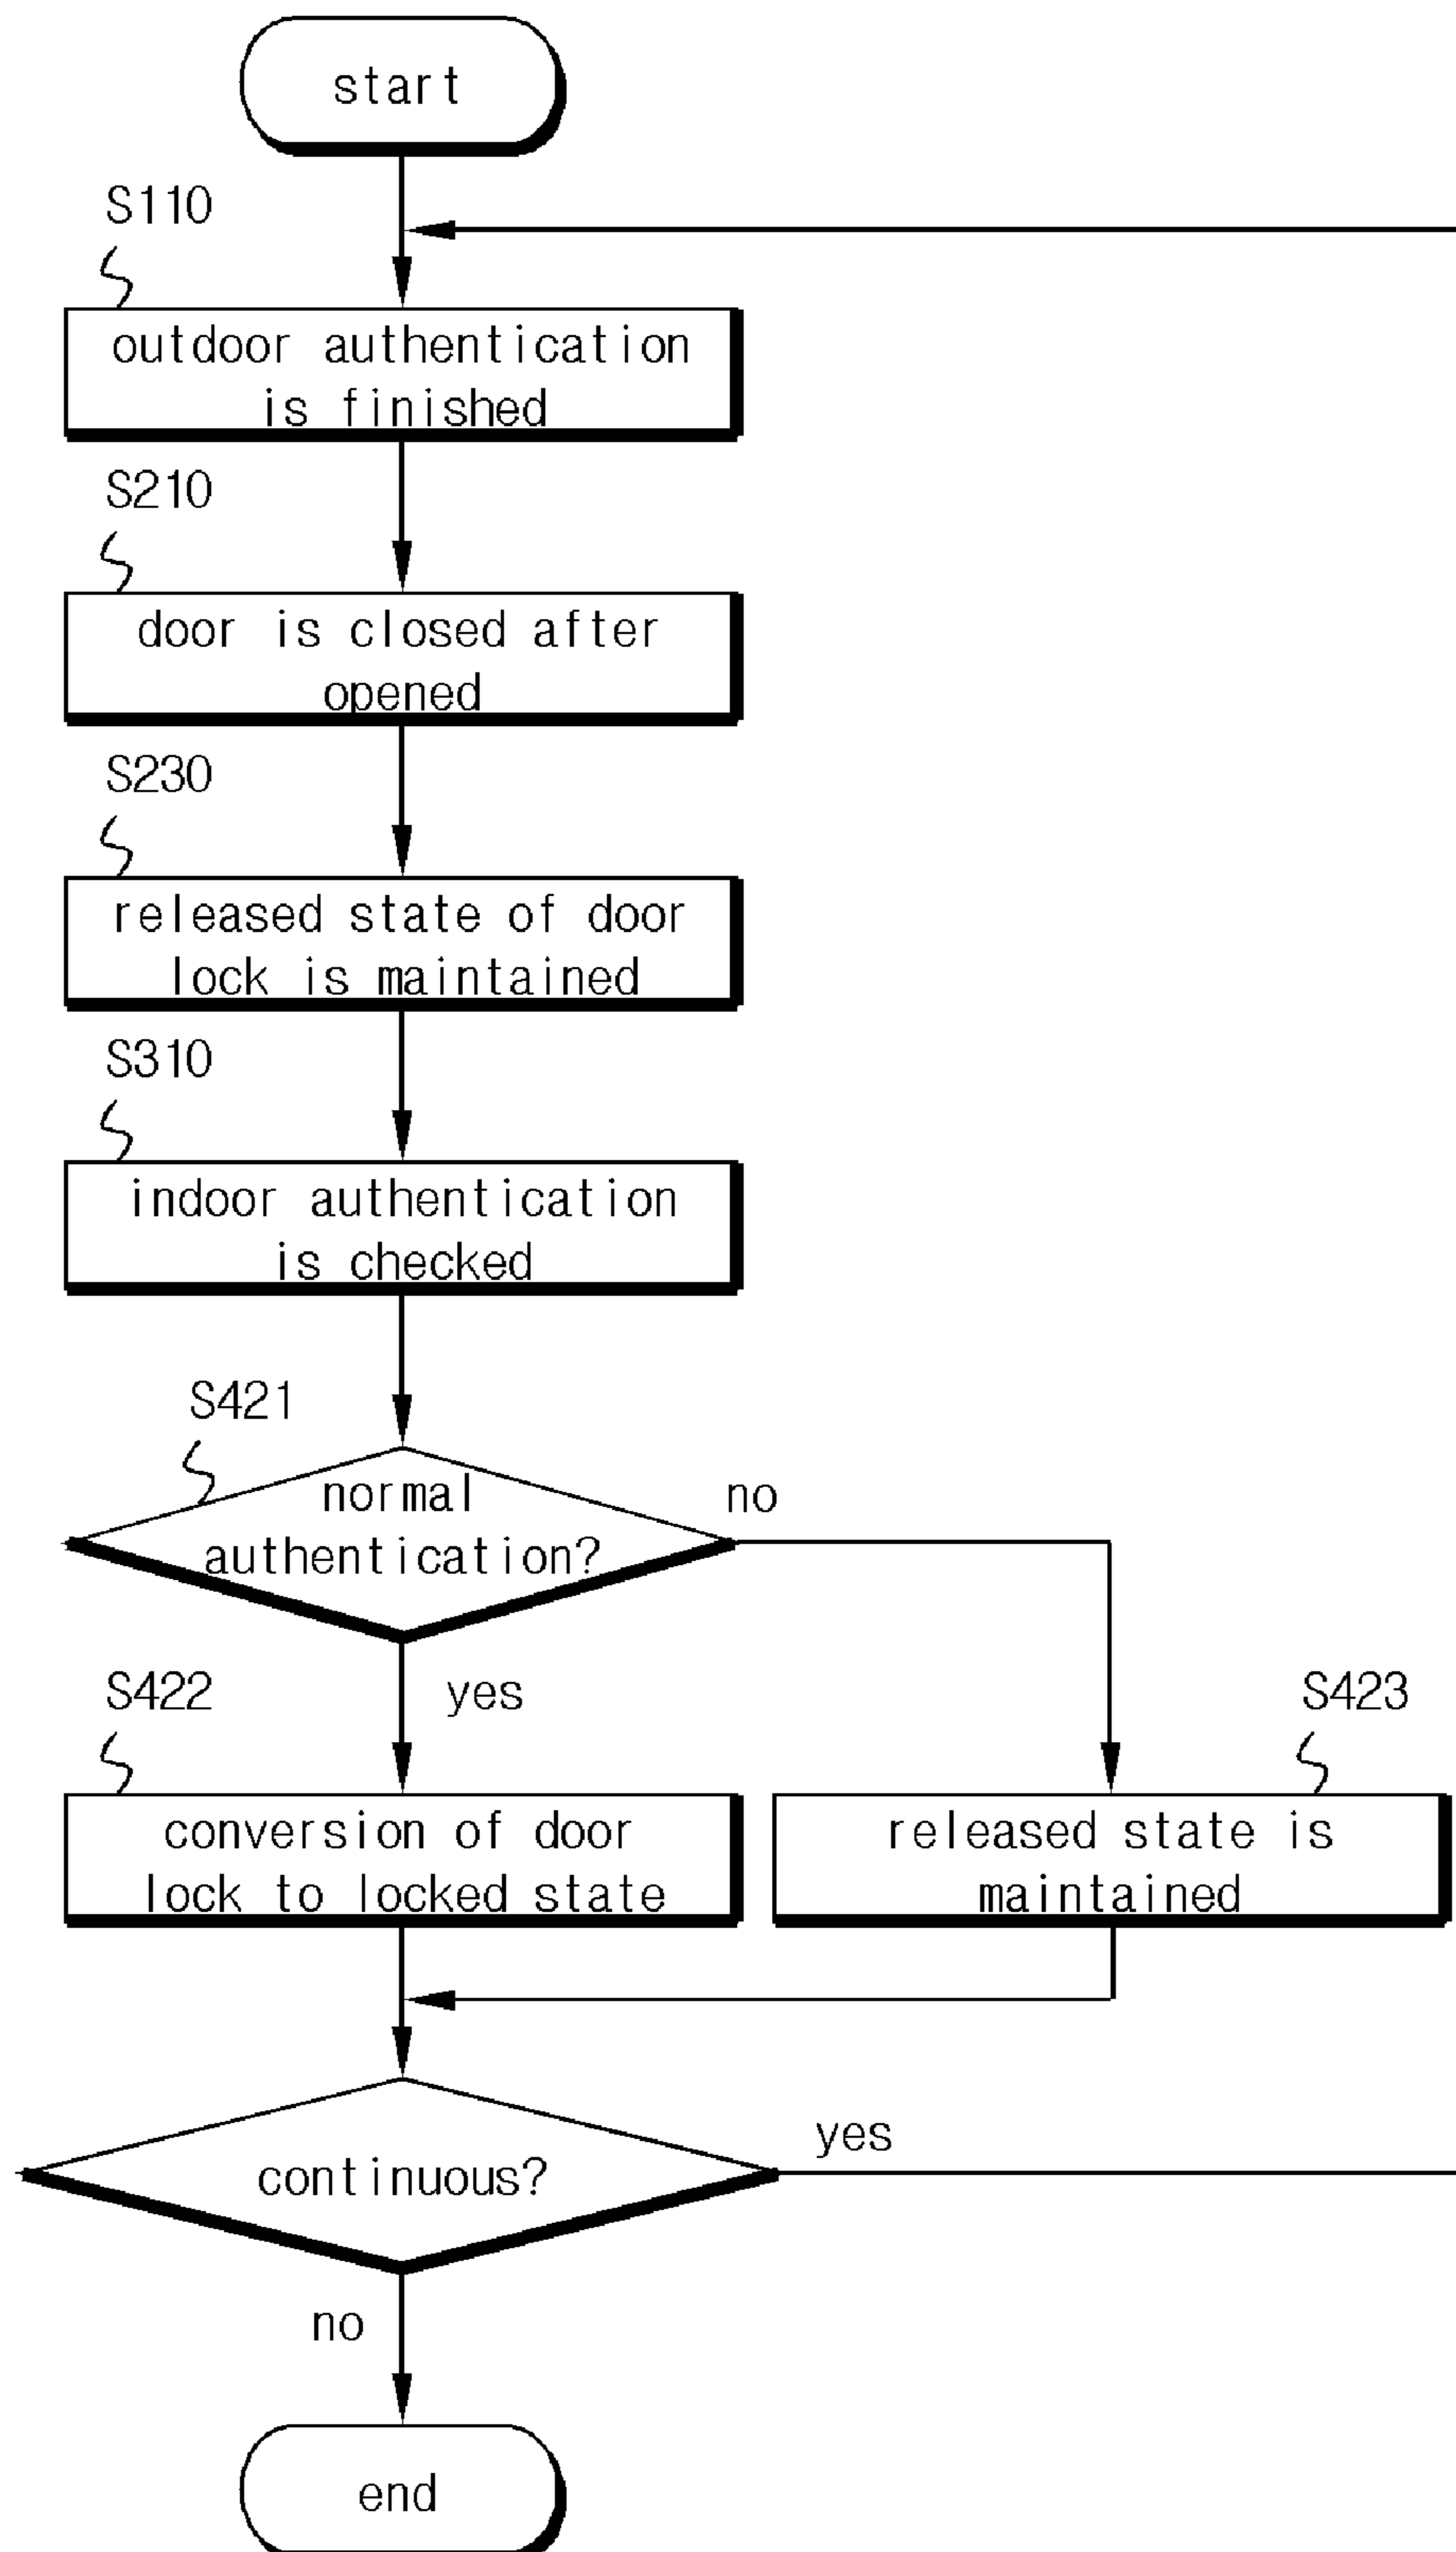 start
S110
outdoor authentication
is finished
S210
door is closed after
opened
S230
released state of door
lock is maintained
S310
indoor authentication
is checked
S421
normal
authentication?
no
yes
S422
conversion of door
lock to locked state
S423
released state is
maintained
continuous?
yes
no
end